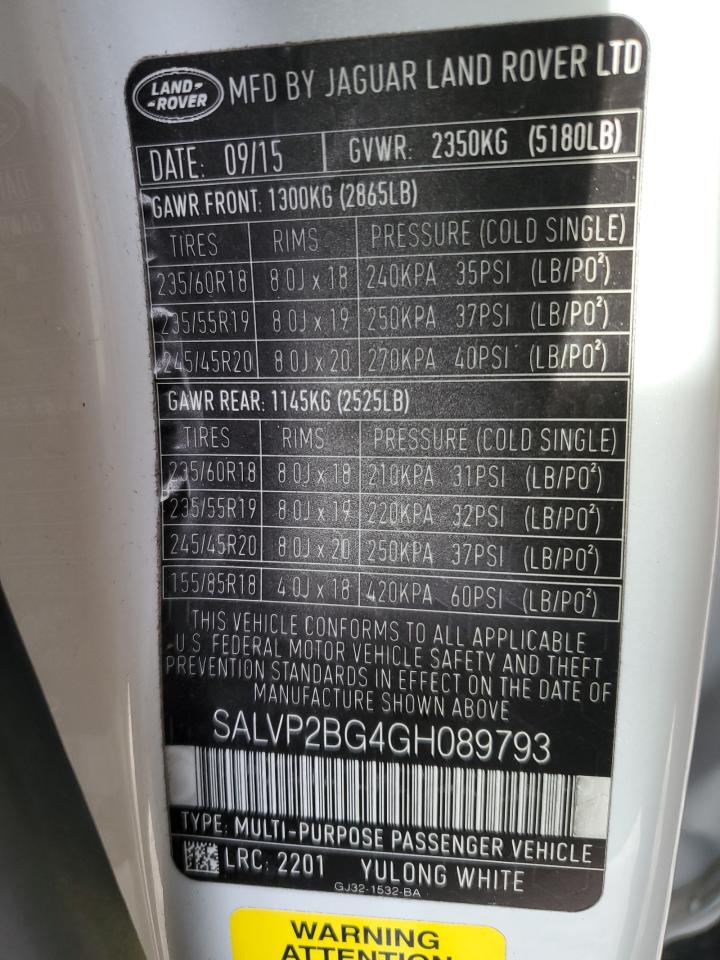 LAND-
-ROVER
MFD BY JAGUAR LAND ROVER LTD
DATE: 09/15 GVWR: 2350KG (5180LB)
GAWR FRONT: 1300KG (2865LB)
TIRES RIMS PRESSURE (COLD SINGLE)
235/60R18 8.0J x 18 240KPA 35PSI (LB/PO²)
235/55R19 8.0J x 19 250KPA 37PSI (LB/PO²)
245/45R20 8.0J x 20 270KPA 40PSI (LB/PO²)
GAWR REAR: 1145KG (2525LB)
TIRES RIMS PRESSURE (COLD SINGLE)
235/60R18 8.0J x 18 210KPA 31PSI (LB/PO²)
235/55R19 8.0J x 19 220KPA 32PSI (LB/PO²)
245/45R20 8.0J x 20 250KPA 37PSI (LB/PO²)
155/85R18 4.0J x 18 420KPA 60PSI (LB/PO²)
THIS VEHICLE CONFORMS TO ALL APPLICABLE
U.S. FEDERAL MOTOR VEHICLE SAFETY AND THEFT
PREVENTION STANDARDS IN EFFECT ON THE DATE OF
MANUFACTURE SHOWN ABOVE
SALVP2BG4GH089793
TYPE: MULTI-PURPOSE PASSENGER VEHICLE
LRC: 2201 YULONG WHITE
GJ32-1532-BA
WARNING
ATTENTION